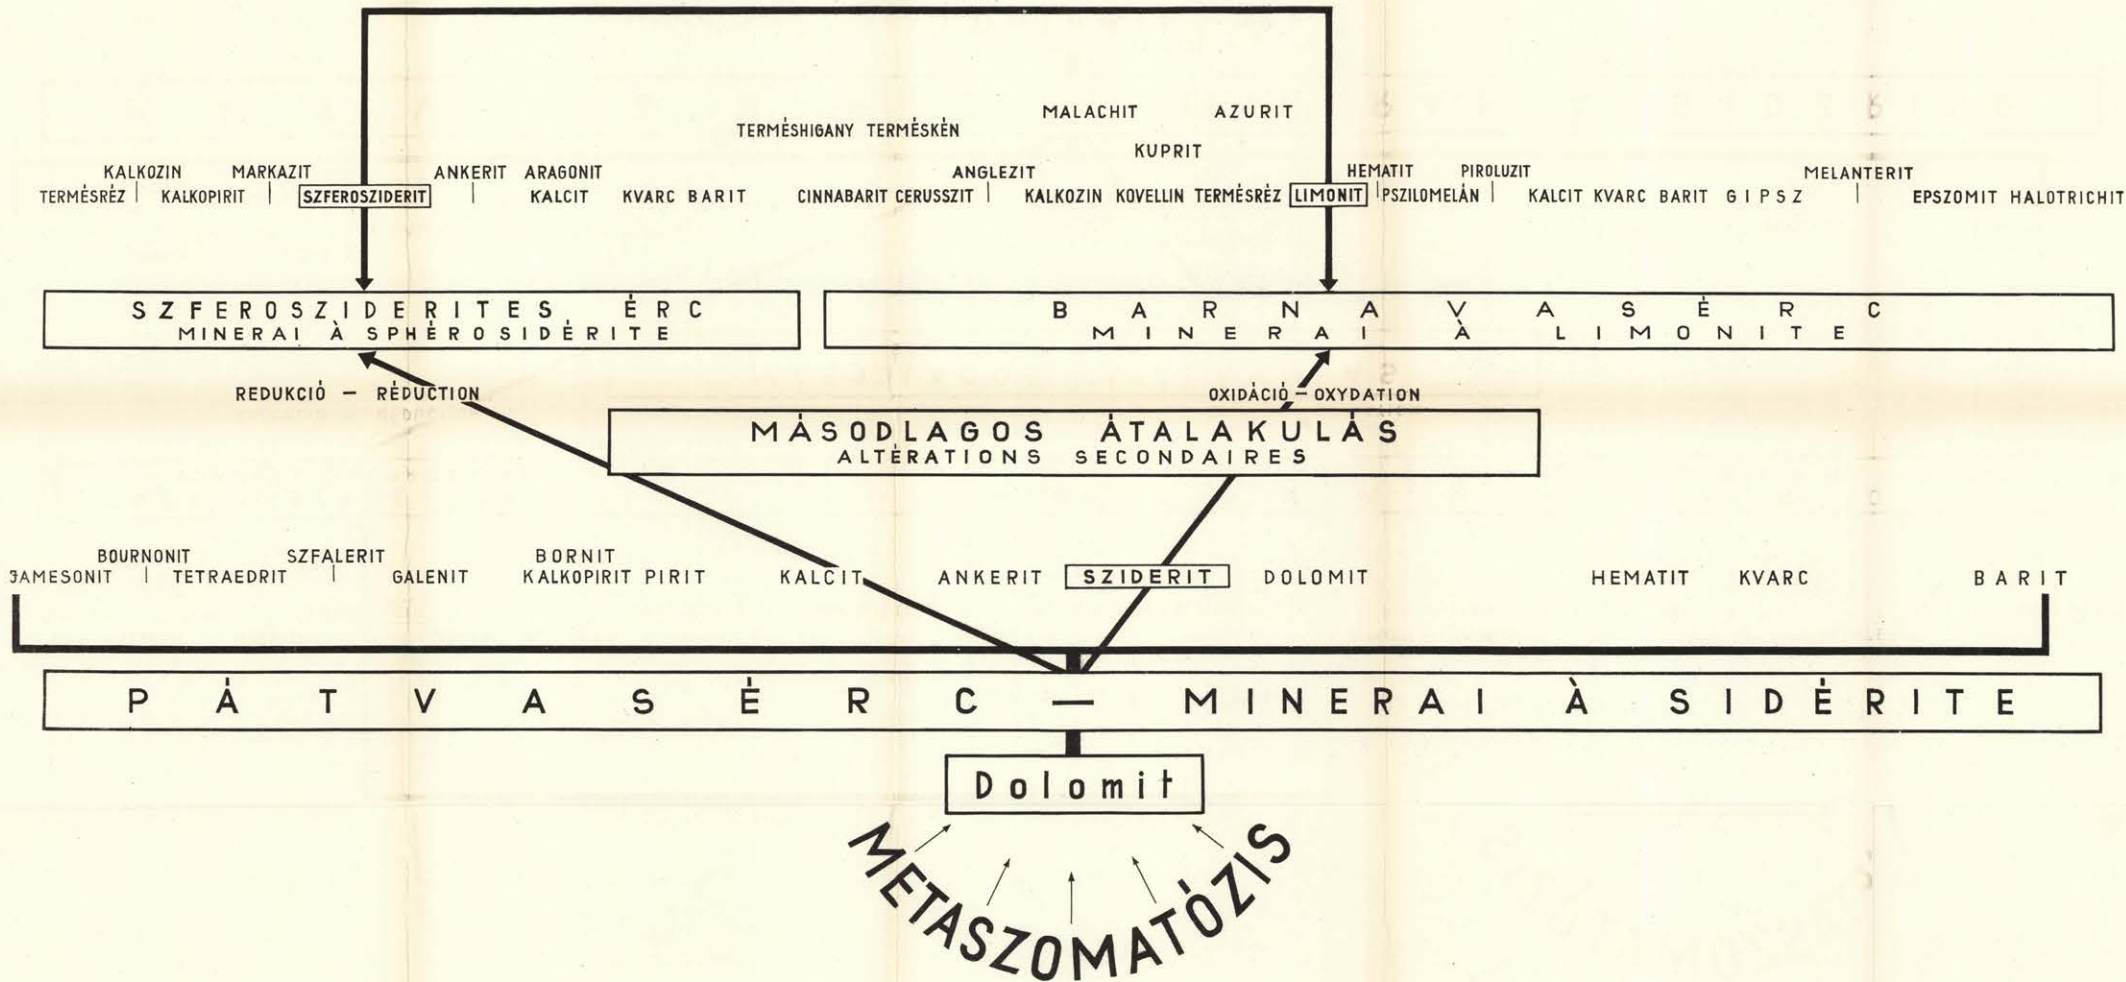 MALACHIT AZURIT
TERMÉSHIGANY TERMÉSKÉN
KUPRIT
KALKOZIN MARKAZIT ANKERIT ARAGONIT ANGLEZIT HEMATIT PIROLUZIT MELANTERIT
TERMÉSRÉZ KALKOPIRIT SZFEROSZIDERIT KALCIT KVARC BARIT CINNABARIT CERUSSZIT KALKOZIN KOVELLIN TERMÉSRÉZ LIMONIT PSZILOMELÁN KALCIT KVARC BARIT GIPSZ EPSZOMIT HALOTRICHIT
SZFEROSZIDERITES ÉRC
MINERAI À SPHÉROSIDÉRITE
BARNAVASÉRC
MINERAI À LIMONITE
REDUKCIÓ – RÉDUCTION
OXIDÁCIÓ – OXYDATION
MÁSODLAGOS ÁTALAKULÁS
ALTÉRATIONS SECONDAIRES
BOURNONIT SZFALERIT BORNIT
JAMESONIT TETRAEDRIT GALENIT KALKOPIRIT PIRIT KALCIT ANKERIT SZIDERIT DOLOMIT HEMATIT KVARC BARIT
PÁTVASÉRC — MINERAI À SIDÉRITE
Dolomit
METASZOMATÓZIS